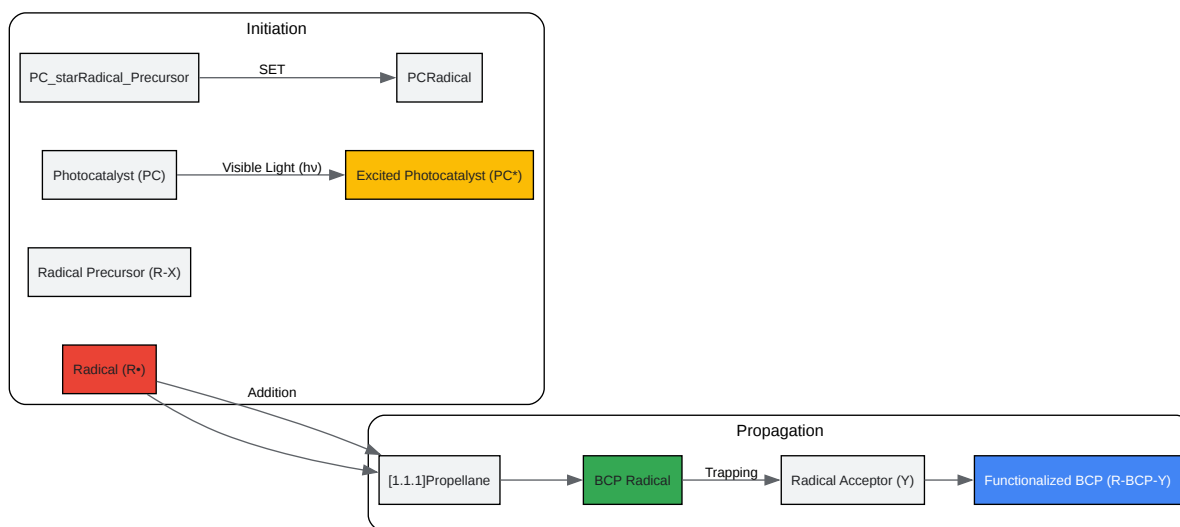 Initiation
PC_starRadical_Precursor
SET
PCRadical
Photocatalyst (PC)
Visible Light (hν)
Excited Photocatalyst (PC*)
Radical Precursor (R-X)
Radical (R•)
Addition
Propagation
[1.1.1]Propellane
BCP Radical
Trapping
Radical Acceptor (Y)
Functionalized BCP (R-BCP-Y)